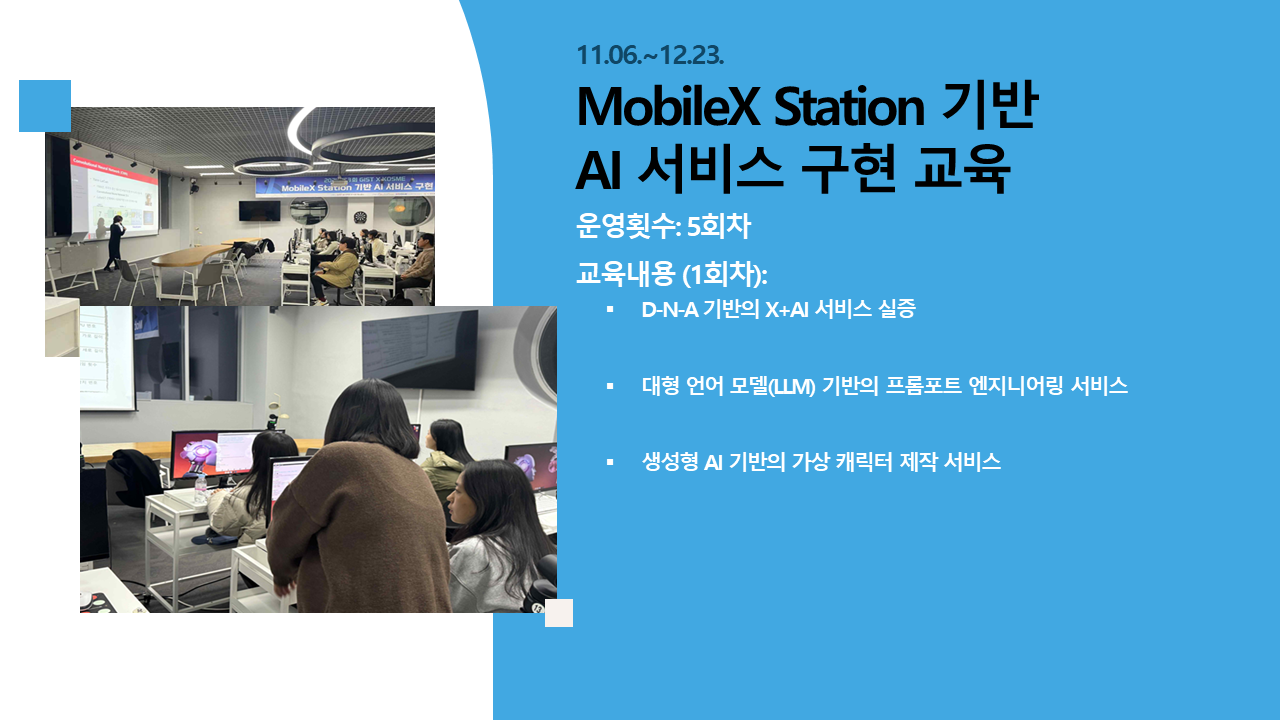 11.06.~12.23.
MobileX Station 기반
AI 서비스 구현 교육
운영횟수: 5회차
교육내용 (1회차):
▪ D-N-A 기반의 X+AI 서비스 실증
▪ 대형 언어 모델(LLM) 기반의 프롬포트 엔지니어링 서비스
▪ 생성형 AI 기반의 가상 캐릭터 제작 서비스
GIST X-KOSME
MobileX Station 기반 AI 서비스 구현